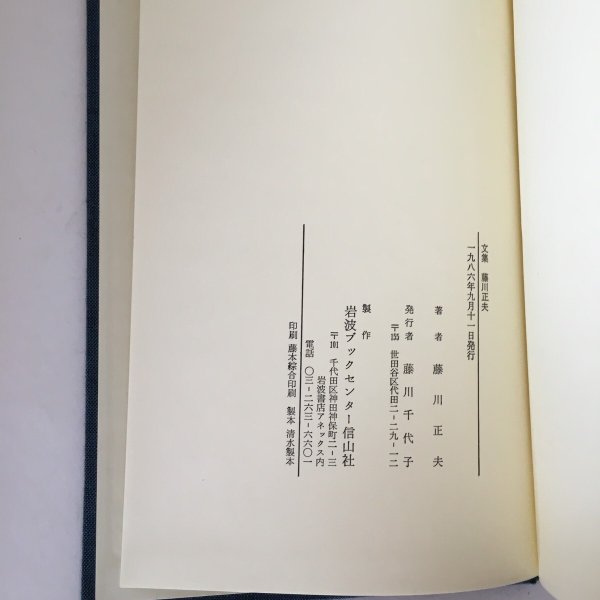 文集 藤川正夫
一九八六年九月十一日発行
著者 藤川正夫
発行者 藤川千代子
〒155 世田谷区代田二-二九-一二
製作
岩波ブックセンター信山社
〒101 千代田区神田神保町二-三
岩波書店アネックス内
電話 〇三-二六三-六六〇一
印刷 藤本綜合印刷 製本 清水製本